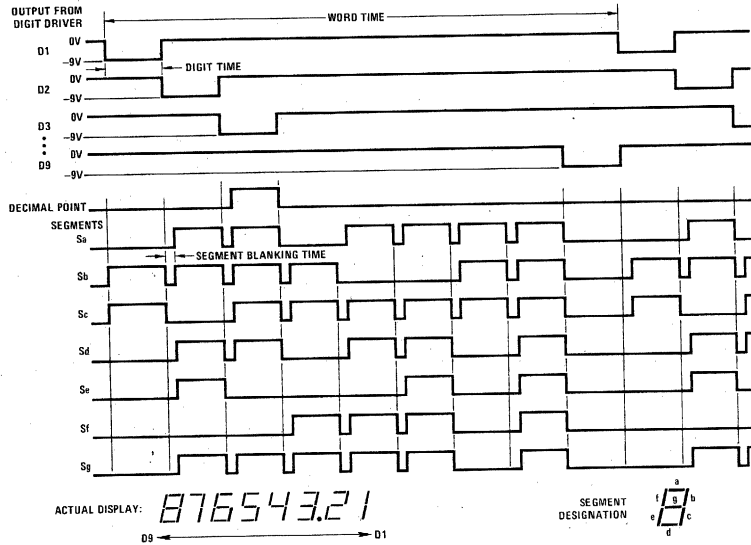 OUTPUT FROM
DIGIT DRIVER
WORD TIME
0V
D1
-9V
DIGIT TIME
0V
D2
-9V
0V
D3
-9V
0V
D9
-9V
DECIMAL POINT
SEGMENTS
Sa
SEGMENT BLANKING TIME
Sb
Sc
Sd
Se
Sf
Sg
ACTUAL DISPLAY: 876543.21
D9 D1
SEGMENT
DESIGNATION
a
f g b
e c
d